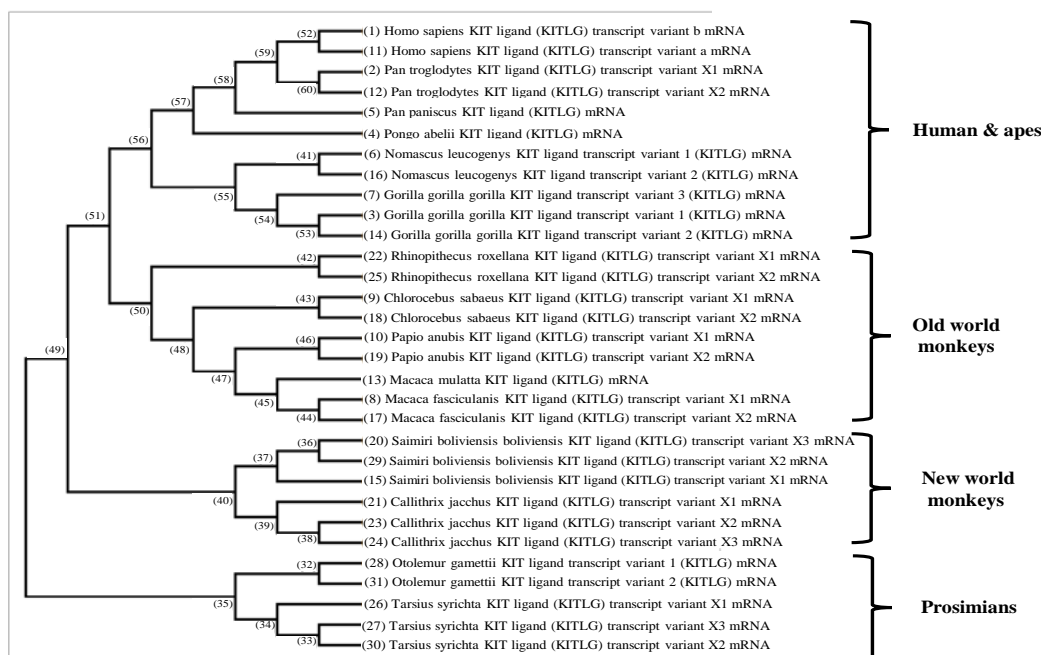 (52)
(1) Homo sapiens KIT ligand (KITLG) transcript variant b mRNA
(59)
(11) Homo sapiens KIT ligand (KITLG) transcript variant a mRNA
(58)
(2) Pan troglodytes KIT ligand (KITLG) transcript variant X1 mRNA
(60)
(12) Pan troglodytes KIT ligand (KITLG) transcript variant X2 mRNA
(57)
(5) Pan paniscus KIT ligand (KITLG) mRNA
(4) Pongo abelii KIT ligand (KITLG) mRNA
Human & apes
(56)
(41)
(6) Nomascus leucogenys KIT ligand transcript variant 1 (KITLG) mRNA
(16) Nomascus leucogenys KIT ligand transcript variant 2 (KITLG) mRNA
(55)
(7) Gorilla gorilla gorilla KIT ligand transcript variant 3 (KITLG) mRNA
(51)
(54)
(3) Gorilla gorilla gorilla KIT ligand transcript variant 1 (KITLG) mRNA
(53)
(14) Gorilla gorilla gorilla KIT ligand transcript variant 2 (KITLG) mRNA
(42)
(22) Rhinopithecus roxellana KIT ligand (KITLG) transcript variant X1 mRNA
(25) Rhinopithecus roxellana KIT ligand (KITLG) transcript variant X2 mRNA
(50)
(43)
(9) Chlorocebus sabaeus KIT ligand (KITLG) transcript variant X1 mRNA
(18) Chlorocebus sabaeus KIT ligand (KITLG) transcript variant X2 mRNA
Old world
monkeys
(49)
(48)
(46)
(10) Papio anubis KIT ligand (KITLG) transcript variant X1 mRNA
(19) Papio anubis KIT ligand (KITLG) transcript variant X2 mRNA
(47)
(13) Macaca mulatta KIT ligand (KITLG) mRNA
(45)
(8) Macaca fasciculanis KIT ligand (KITLG) transcript variant X1 mRNA
(44)
(17) Macaca fasciculanis KIT ligand (KITLG) transcript variant X2 mRNA
(36)
(20) Saimiri boliviensis boliviensis KIT ligand (KITLG) transcript variant X3 mRNA
(37)
(29) Saimiri boliviensis boliviensis KIT ligand (KITLG) transcript variant X2 mRNA
(15) Saimiri boliviensis boliviensis KIT ligand (KITLG) transcript variant X1 mRNA
New world
monkeys
(40)
(21) Callithrix jacchus KIT ligand (KITLG) transcript variant X1 mRNA
(39)
(23) Callithrix jacchus KIT ligand (KITLG) transcript variant X2 mRNA
(38)
(24) Callithrix jacchus KIT ligand (KITLG) transcript variant X3 mRNA
(32)
(28) Otolemur gamettii KIT ligand transcript variant 1 (KITLG) mRNA
(31) Otolemur gamettii KIT ligand transcript variant 2 (KITLG) mRNA
(35)
(26) Tarsius syrichta KIT ligand (KITLG) transcript variant X1 mRNA
Prosimians
(34)
(27) Tarsius syrichta KIT ligand (KITLG) transcript variant X3 mRNA
(33)
(30) Tarsius syrichta KIT ligand (KITLG) transcript variant X2 mRNA